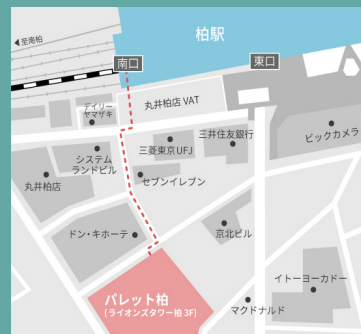 柏駅
◀至南柏
南口
東口
丸井柏店 VAT
デイリー
ヤマザキ
三井住友銀行
ビックカメラ
三菱東京UFJ
システム
ランドビル
丸井柏店
セブンイレブン
ドン・キホーテ
京北ビル
イトーヨーカドー
パレット柏
(ライオンズタワー柏 3F)
マクドナルド